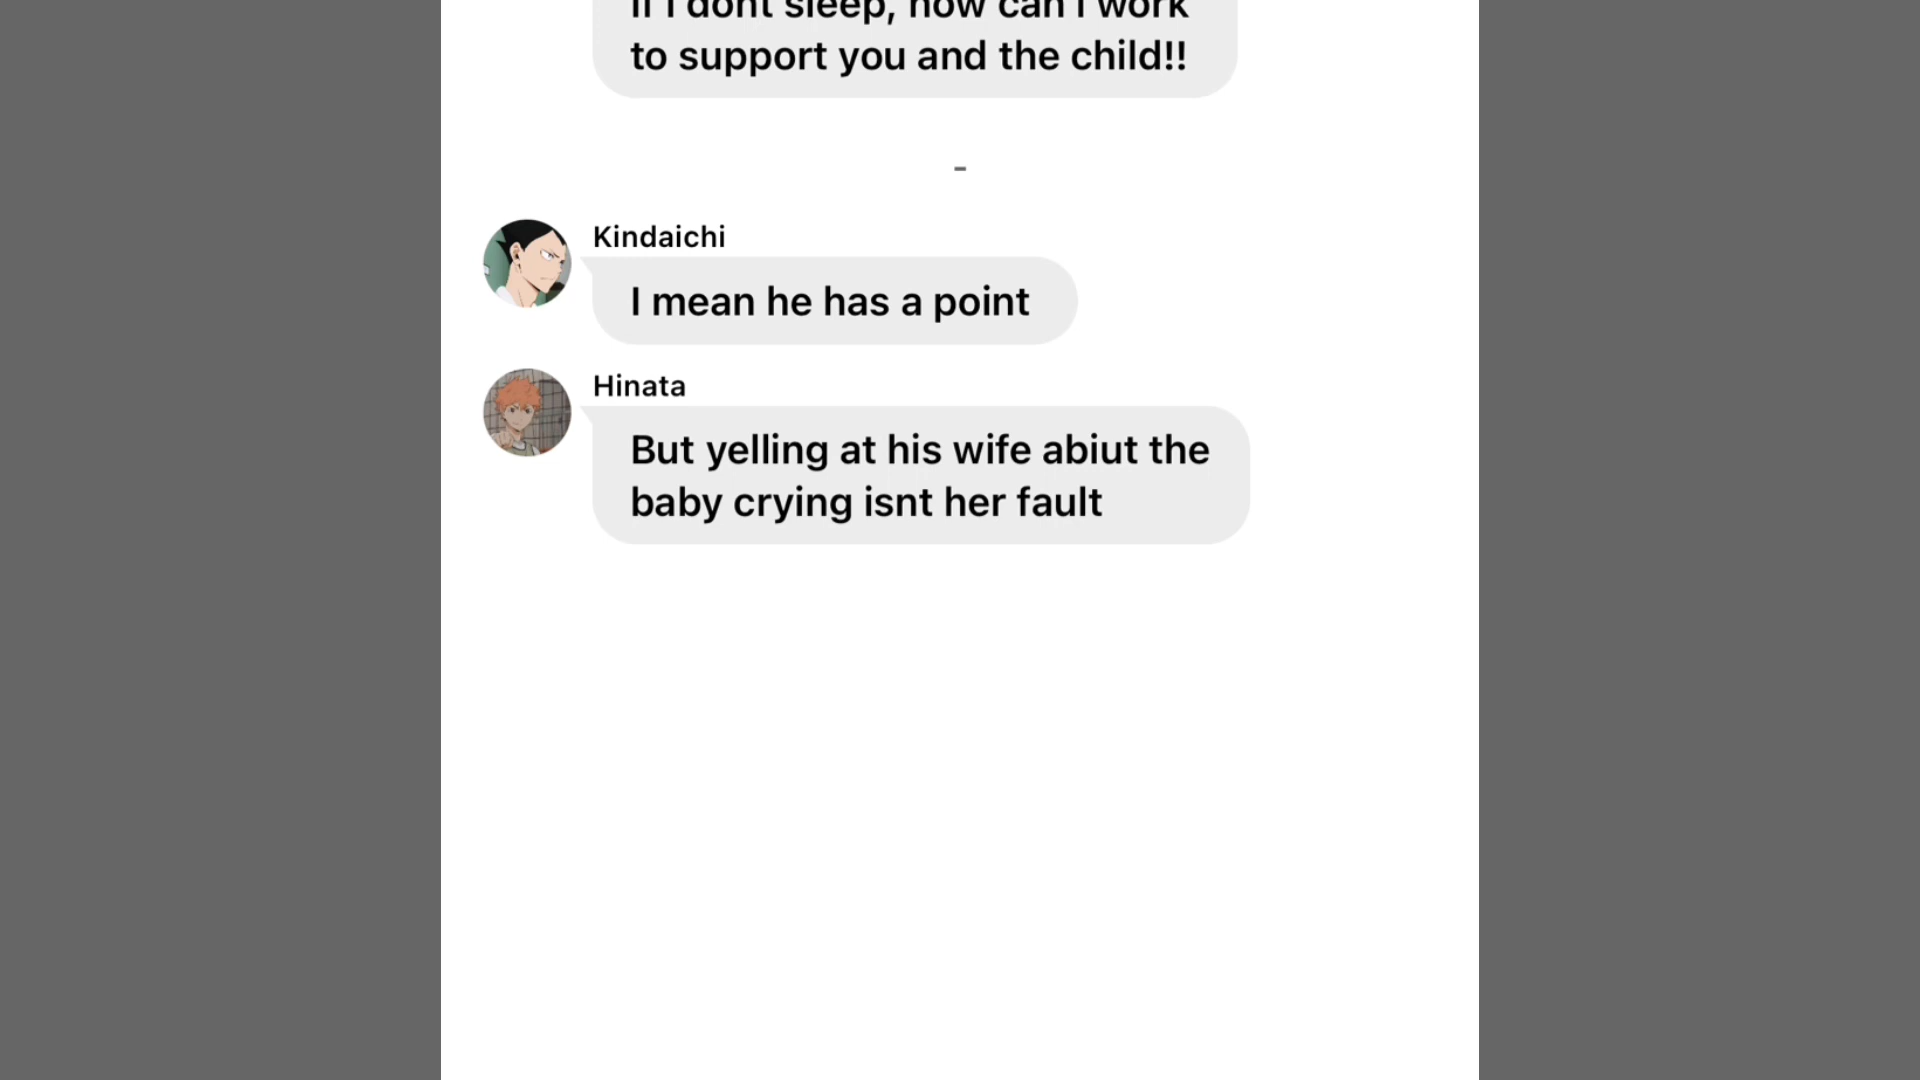 If I dont sleep, how can I work
to support you and the child!!
-
Kindaichi
I mean he has a point
Hinata
But yelling at his wife abiut the
baby crying isnt her fault